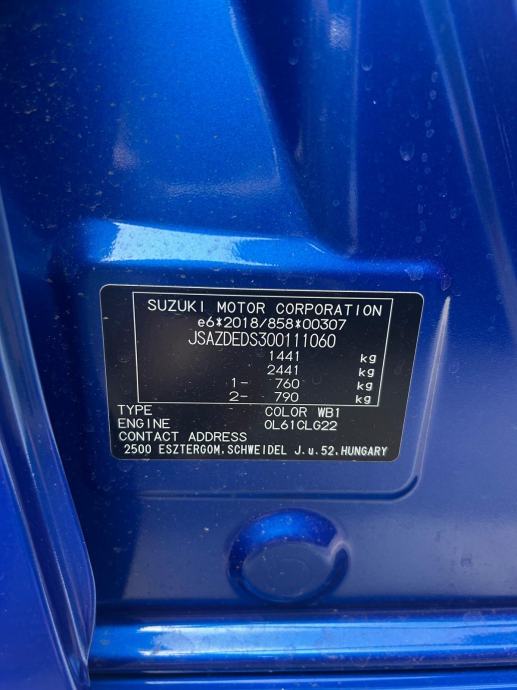 SUZUKI MOTOR CORPORATION
e6*2018/858*00307
JSAZDEDS300111060
1441 kg
2441 kg
1- 760 kg
2- 790 kg
TYPE COLOR WB1
ENGINE 0L61CLG22
CONTACT ADDRESS
2500 ESZTERGOM.SCHWEIDEL J.u.52.HUNGARY